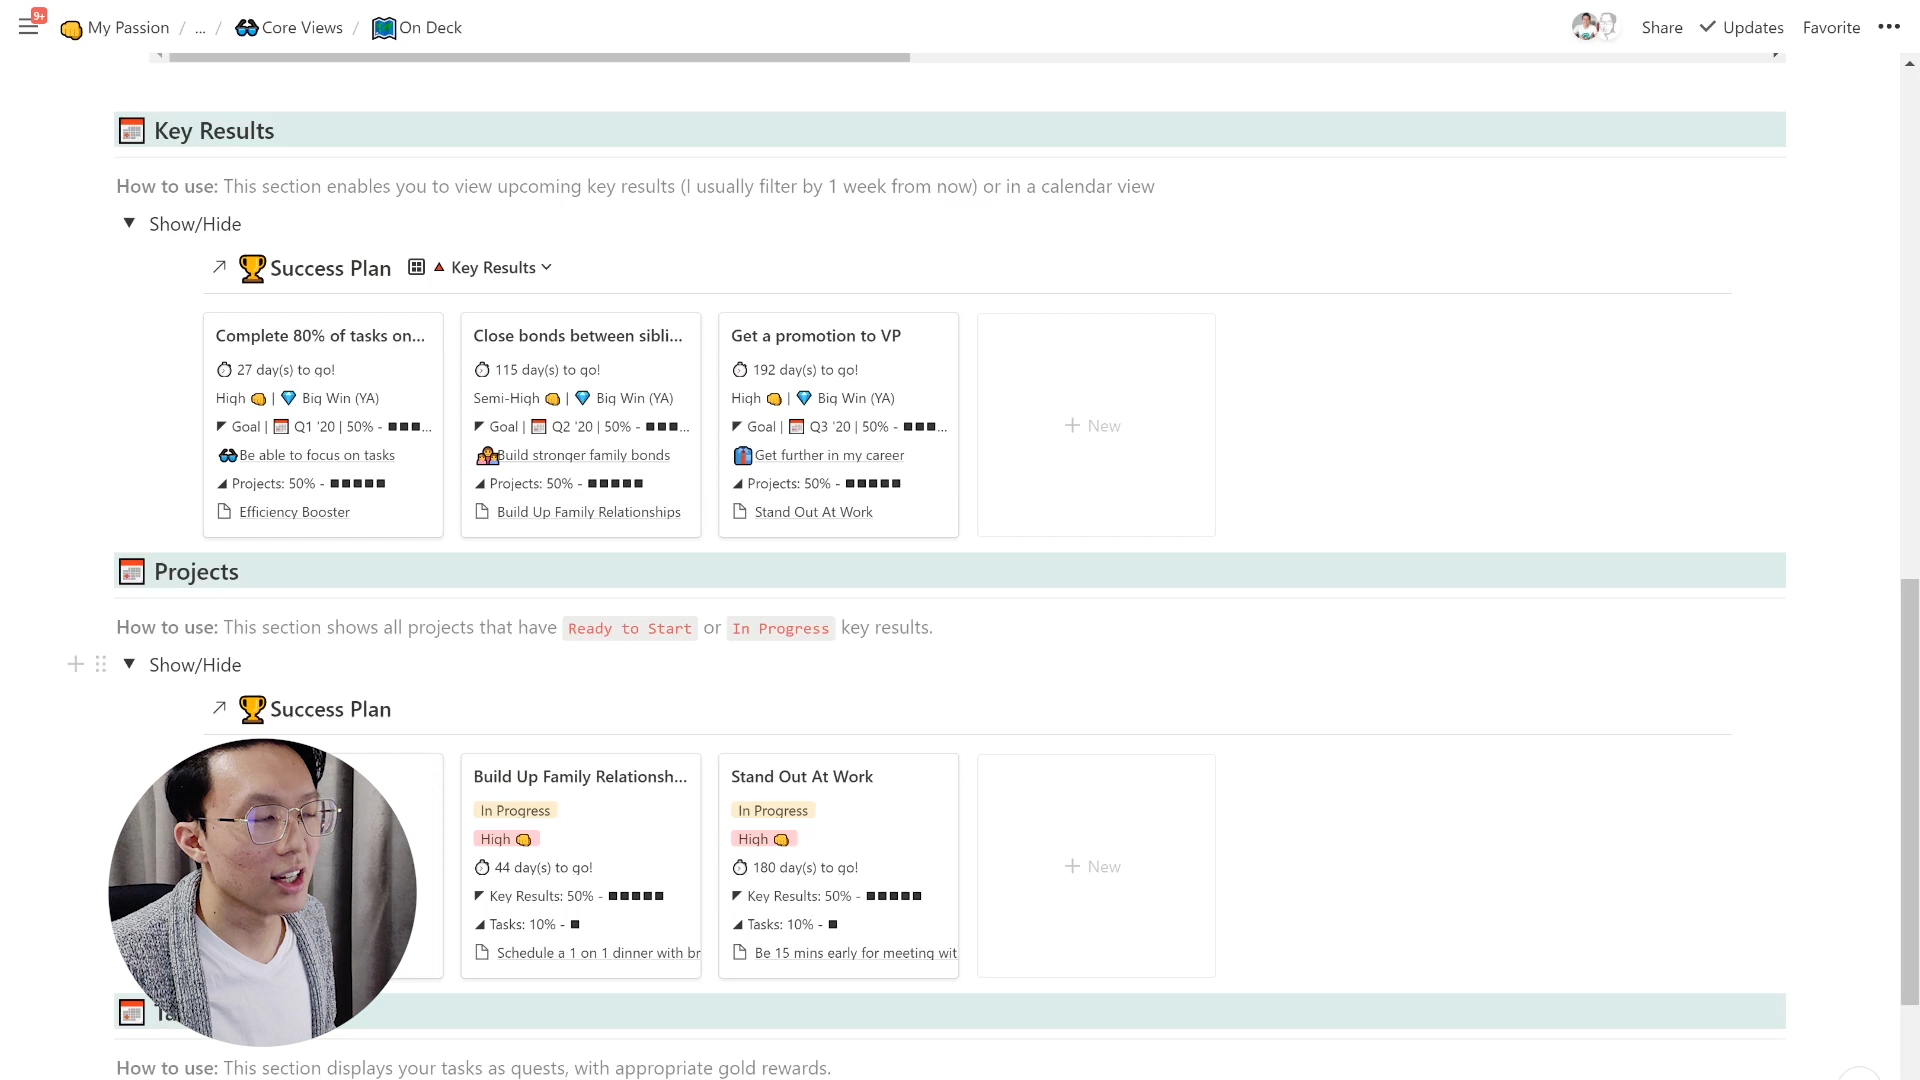 9+
My Passion / ... / Core Views / On Deck
Share Updates Favorite •••
Key Results
How to use: This section enables you to view upcoming key results (I usually filter by 1 week from now) or in a calendar view
Show/Hide
Success Plan Key Results
Complete 80% of tasks on...
27 day(s) to go!
High | Big Win (YA)
Goal | Q1 '20 | 50% - ...
Be able to focus on tasks
Projects: 50% -
Efficiency Booster
Close bonds between sibli...
115 day(s) to go!
Semi-High | Big Win (YA)
Goal | Q2 '20 | 50% - ...
Build stronger family bonds
Projects: 50% -
Build Up Family Relationships
Get a promotion to VP
192 day(s) to go!
High | Big Win (YA)
Goal | Q3 '20 | 50% - ...
Get further in my career
Projects: 50% -
Stand Out At Work
+ New
Projects
How to use: This section shows all projects that have Ready to Start or In Progress key results.
Show/Hide
Success Plan
Build Up Family Relationsh...
In Progress
High
44 day(s) to go!
Key Results: 50% -
Tasks: 10% -
Schedule a 1 on 1 dinner with br
Stand Out At Work
In Progress
High
180 day(s) to go!
Key Results: 50% -
Tasks: 10% -
Be 15 mins early for meeting wit
+ New
How to use: This section displays your tasks as quests, with appropriate gold rewards.